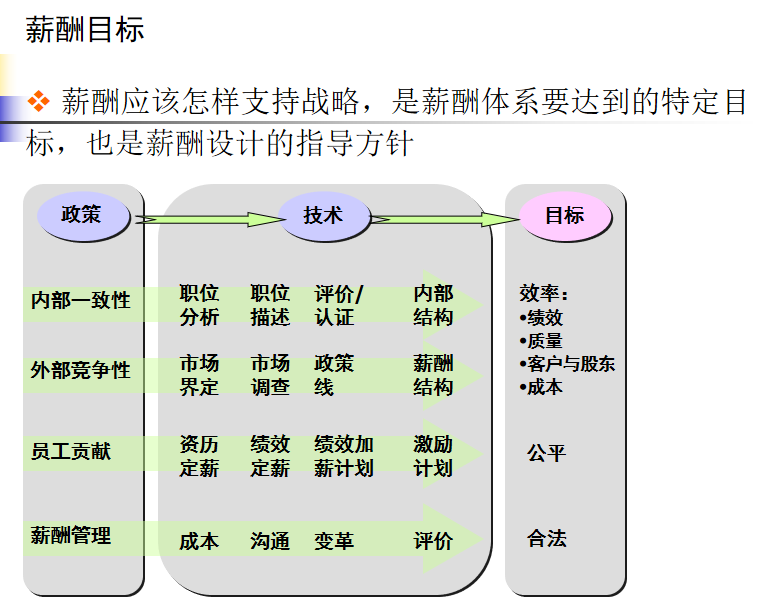 薪酬目标
❖ 薪酬应该怎样支持战略，是薪酬体系要达到的特定目
标，也是薪酬设计的指导方针
政策
技术
目标
内部一致性
职位
分析
职位
描述
评价/
认证
内部
结构
外部竞争性
市场
界定
市场
调查
政策
线
薪酬
结构
员工贡献
资历
定薪
绩效
定薪
绩效加
薪计划
激励
计划
薪酬管理
成本
沟通
变革
评价
效率：
•绩效
•质量
•客户与股东
•成本
公平
合法